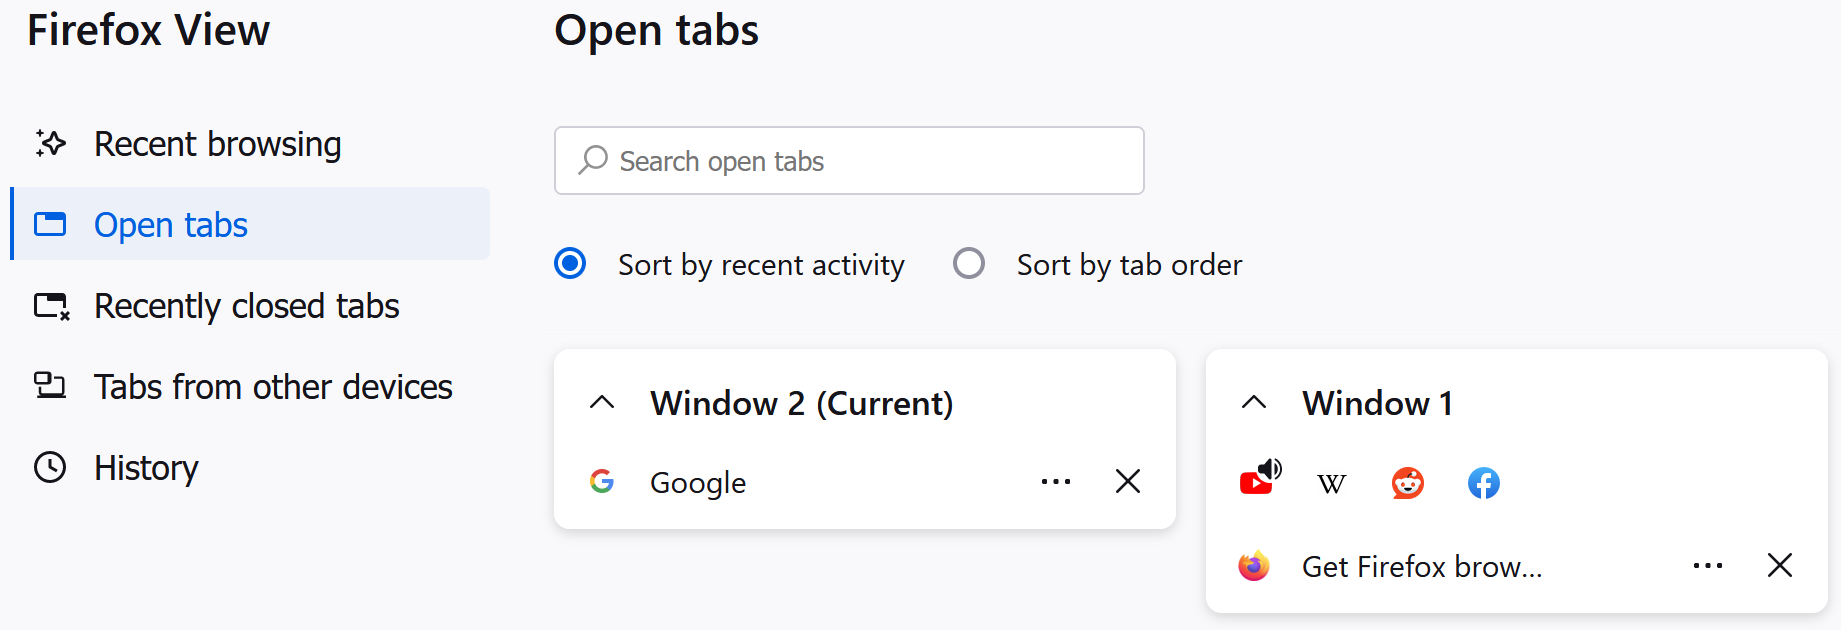 Firefox View
Recent browsing
Open tabs
Recently closed tabs
Tabs from other devices
History
Open tabs
Search open tabs
Sort by recent activity
Sort by tab order
Window 2 (Current)
Google
Window 1
W
Get Firefox brow...